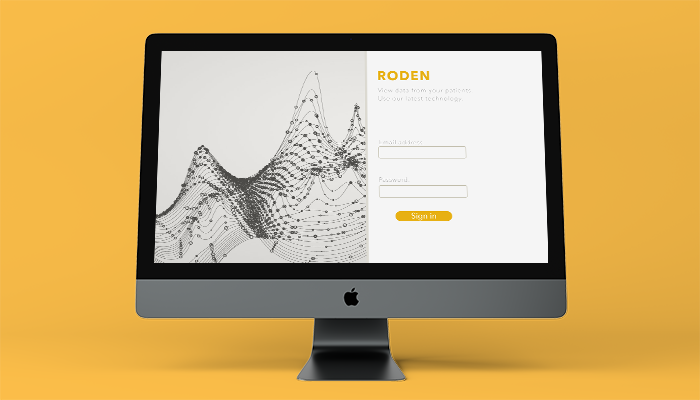 RODEN
View data from your patients.
Use our latest technology.
Email address
Password:
Sign in